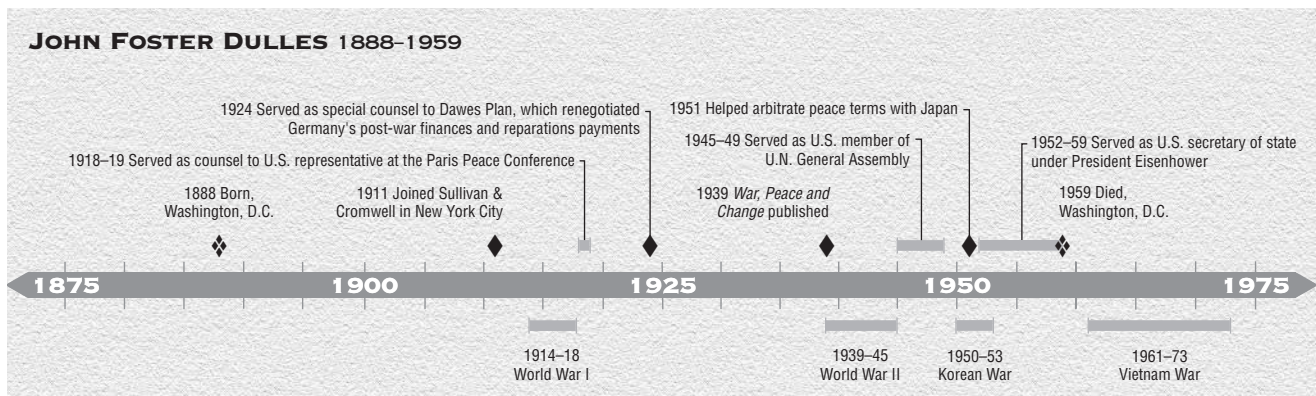 JOHN FOSTER DULLES 1888–1959
1924 Served as special counsel to Dawes Plan, which renegotiated
Germany's post-war finances and reparations payments
1918–19 Served as counsel to U.S. representative at the Paris Peace Conference
1888 Born,
Washington, D.C.
1911 Joined Sullivan &
Cromwell in New York City
1951 Helped arbitrate peace terms with Japan
1945–49 Served as U.S. member of
U.N. General Assembly
1939 War, Peace and
Change published
1952–59 Served as U.S. secretary of state
under President Eisenhower
1959 Died,
Washington, D.C.
1875
1900
1925
1950
1975
1914–18
World War I
1939–45
World War II
1950–53
Korean War
1961–73
Vietnam War